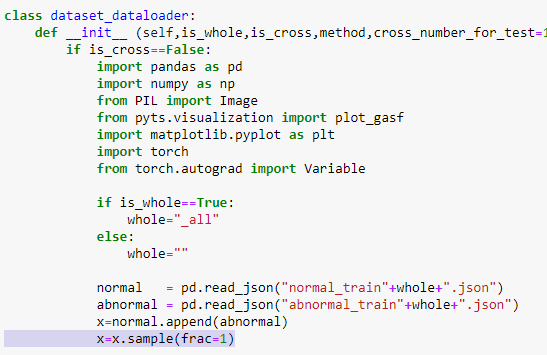 class dataset_dataloader:
    def __init__ (self,is_whole,is_cross,method,cross_number_for_test=1
        if is_cross==False:
            import pandas as pd
            import numpy as np
            from PIL import Image
            from pyts.visualization import plot_gasf
            import matplotlib.pyplot as plt
            import torch
            from torch.autograd import Variable

            if is_whole==True:
                whole="_all"
            else:
                whole=""

            normal   = pd.read_json("normal_train"+whole+".json")
            abnormal = pd.read_json("abnormal_train"+whole+".json")
            x=normal.append(abnormal)
            x=x.sample(frac=1)